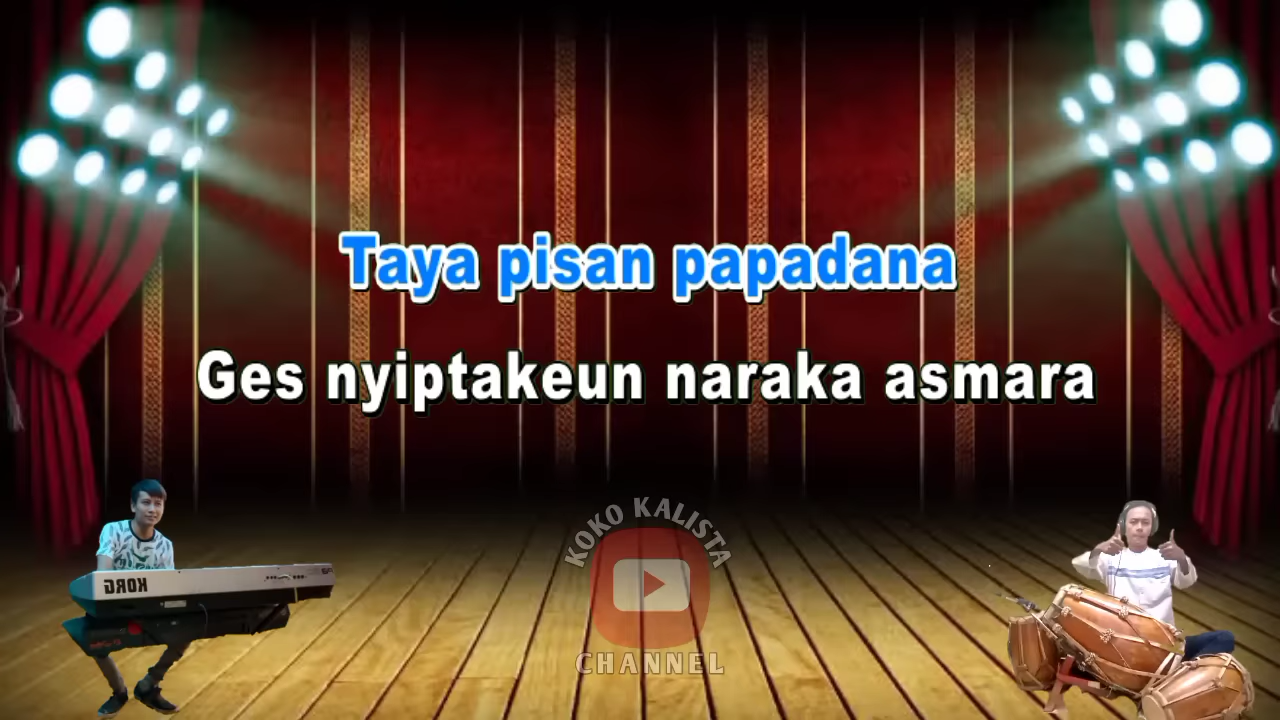 Taya pisan papadana
Ges nyiptakeun naraka asmara
KOKO KALISTA
CHANNEL
KORG